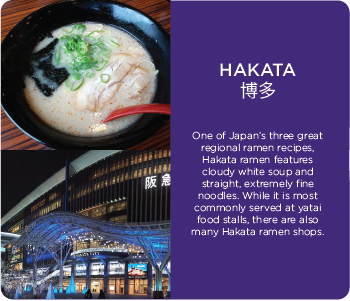 HAKATA
博多
One of Japan's three great
regional ramen recipes,
Hakata ramen features
cloudy white soup and
straight, extremely fine
noodles. While it is most
commonly served at yatai
food stalls, there are also
many Hakata ramen shops.
阪急